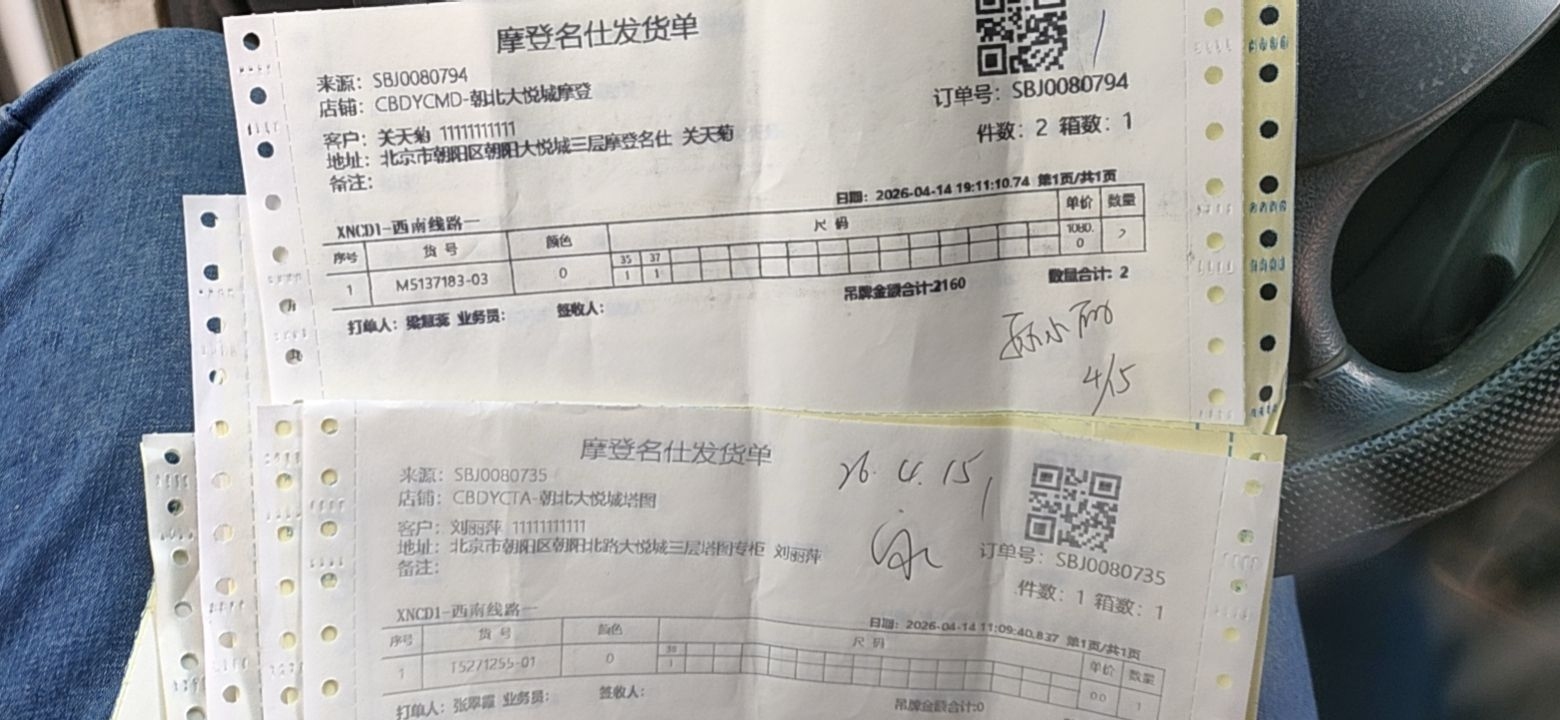 摩登名仕发货单
来源: SBJ0080794
店铺: CBDYCMD-朝北大悦城摩登
订单号: SBJ0080794
客户: 关天菊 11111111111
件数: 2 箱数: 1
地址: 北京市朝阳区朝阳大悦城三层摩登名仕 关天菊
备注:
日期: 2026-04-14 19:11:10.74 第1页/共1页
XNCD1-西南线路一
序号 货 号 颜色 尺 码 单价 数量
35 37
1 M5137183-03 0 1 1 1080.0 2
吊牌金额合计:2160 数量合计: 2
打单人: 业务员: 签收人:
4/15
摩登名仕发货单
26.4.15
来源: SBJ0080735
店铺: CBDYCTA-朝北大悦城塔图
客户: 刘丽萍 11111111111
地址: 北京市朝阳区朝阳北路大悦城三层塔图专柜 刘丽萍
订单号: SBJ0080735
备注:
件数: 1 箱数: 1
XNCD1-西南线路一
日期: 2026-04-14 11:09:40.837 第1页/共1页
序号 货 号 颜色 尺 码 单价 数量
1 T5271255-01 0 1 0.0 1
打单人: 张翠霞 业务员: 签收人:
吊牌金额合计:0